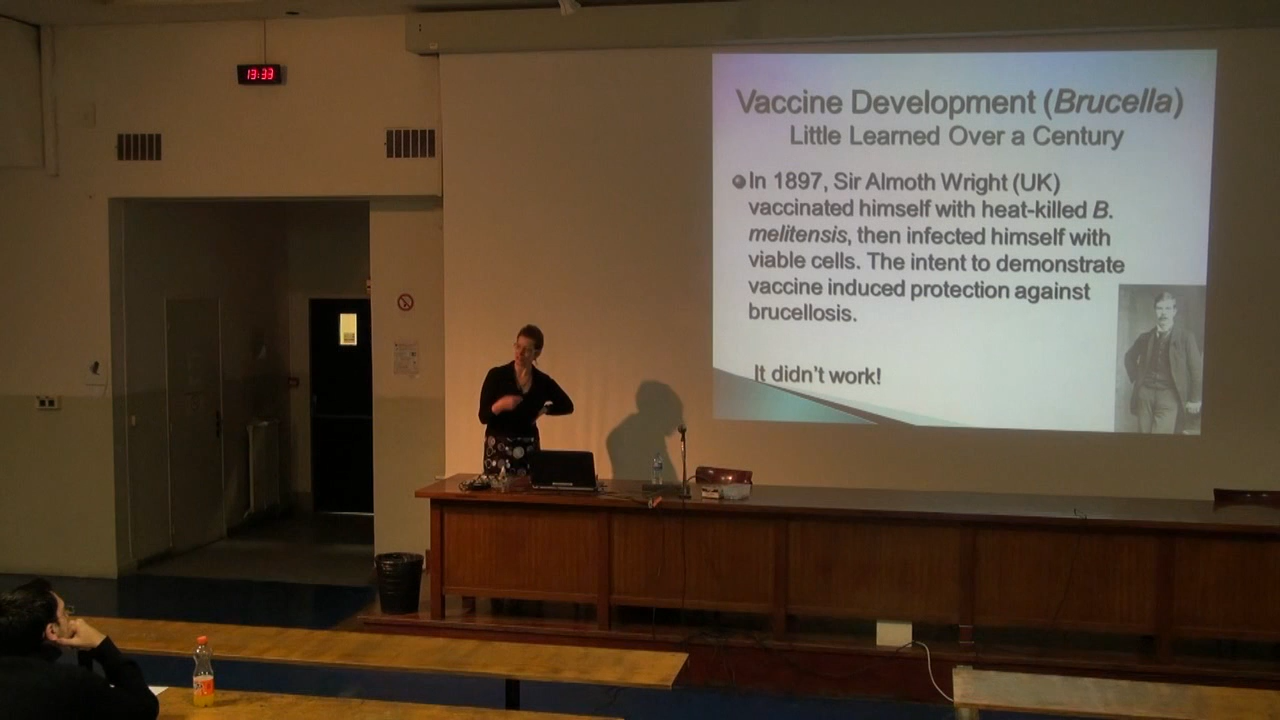 13:33
Vaccine Development (Brucella)
Little Learned Over a Century
In 1897, Sir Almoth Wright (UK)
vaccinated himself with heat-killed B.
melitensis, then infected himself with
viable cells. The intent to demonstrate
vaccine induced protection against
brucellosis.
It didn't work!